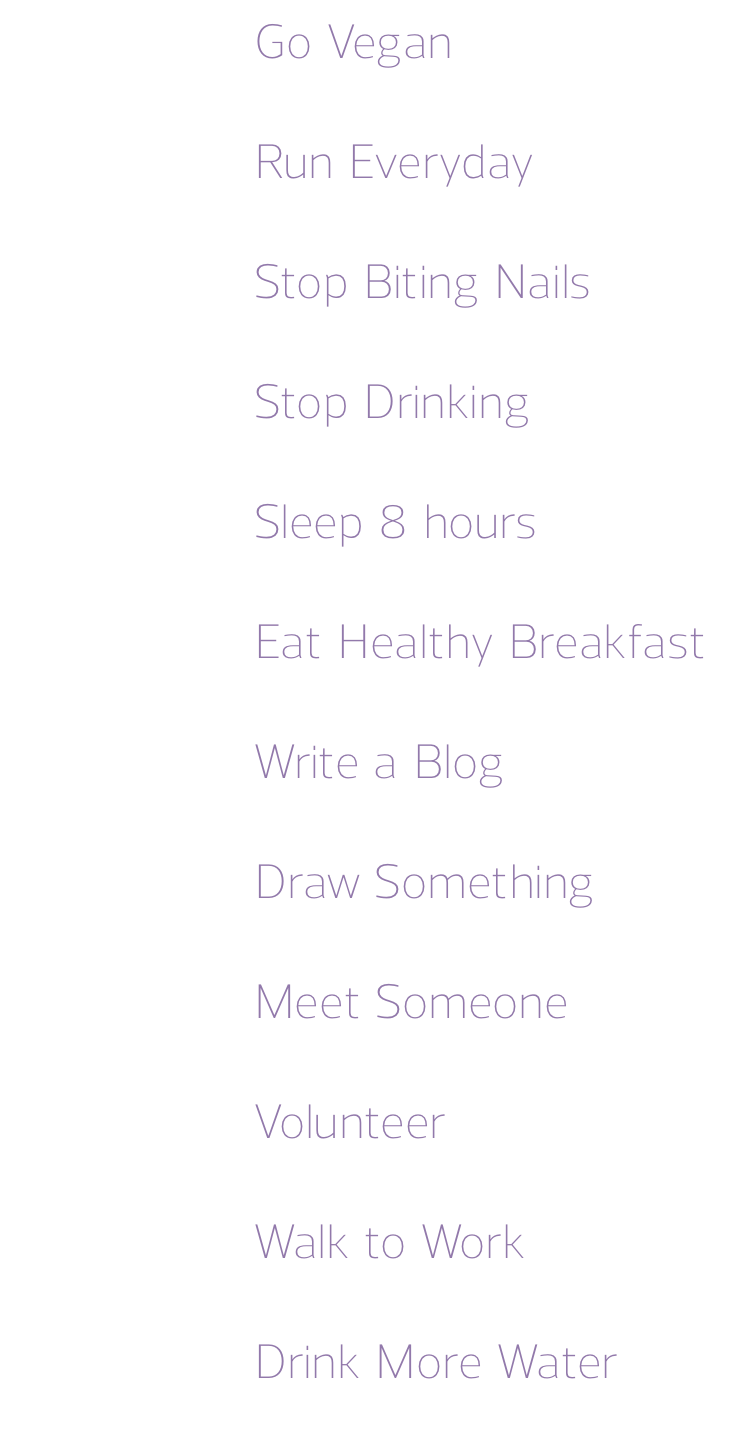 Go Vegan
Run Everyday
Stop Biting Nails
Stop Drinking
Sleep 8 hours
Eat Healthy Breakfast
Write a Blog
Draw Something
Meet Someone
Volunteer
Walk to Work
Drink More Water